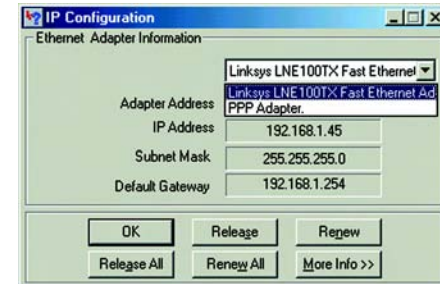 IP Configuration
Ethernet Adapter Information
Linksys LNE100TX Fast Ethernet
Linksys LNE100TX Fast Ethernet Ad
PPP Adapter.
Adapter Address
IP Address 192.168.1.45
Subnet Mask 255.255.255.0
Default Gateway 192.168.1.254
OK Release Renew
Release All Renew All More Info >>